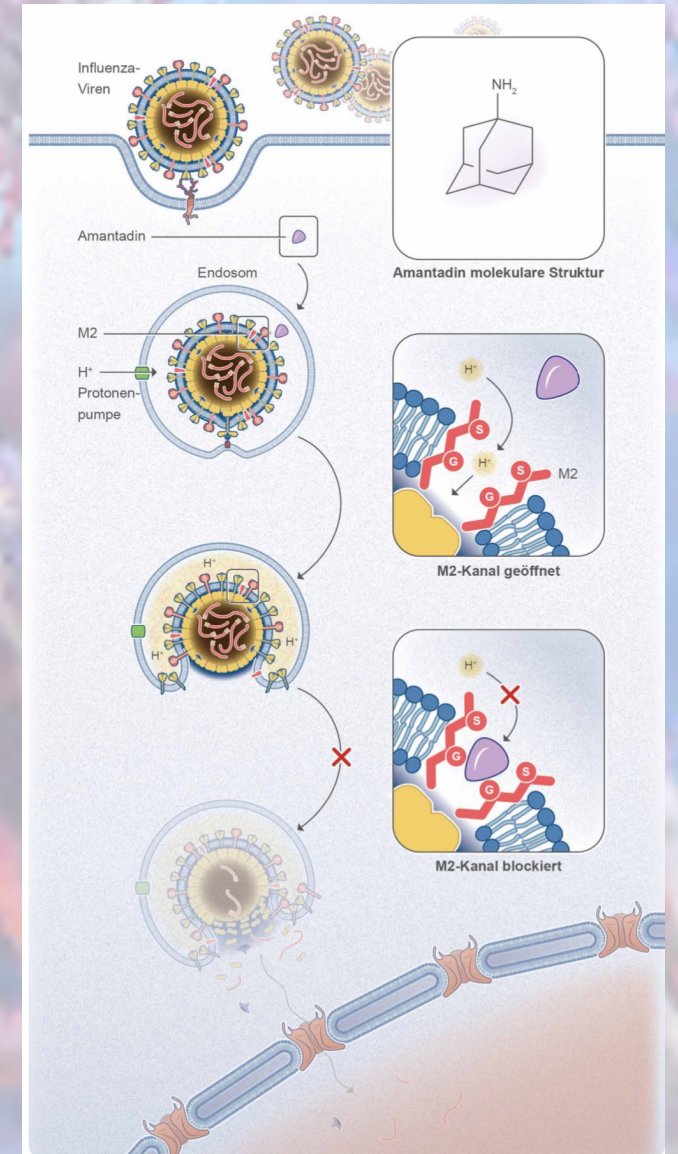 Influenza-
Viren
NH₂
Amantadin
Amantadin molekulare Struktur
Endosom
M2
H⁺
Protonen-
pumpe
H⁺
S
G
H⁺
S
M2
G
M2-Kanal geöffnet
H⁺
H⁺
H⁺
H⁺
S
G
S
G
M2-Kanal blockiert